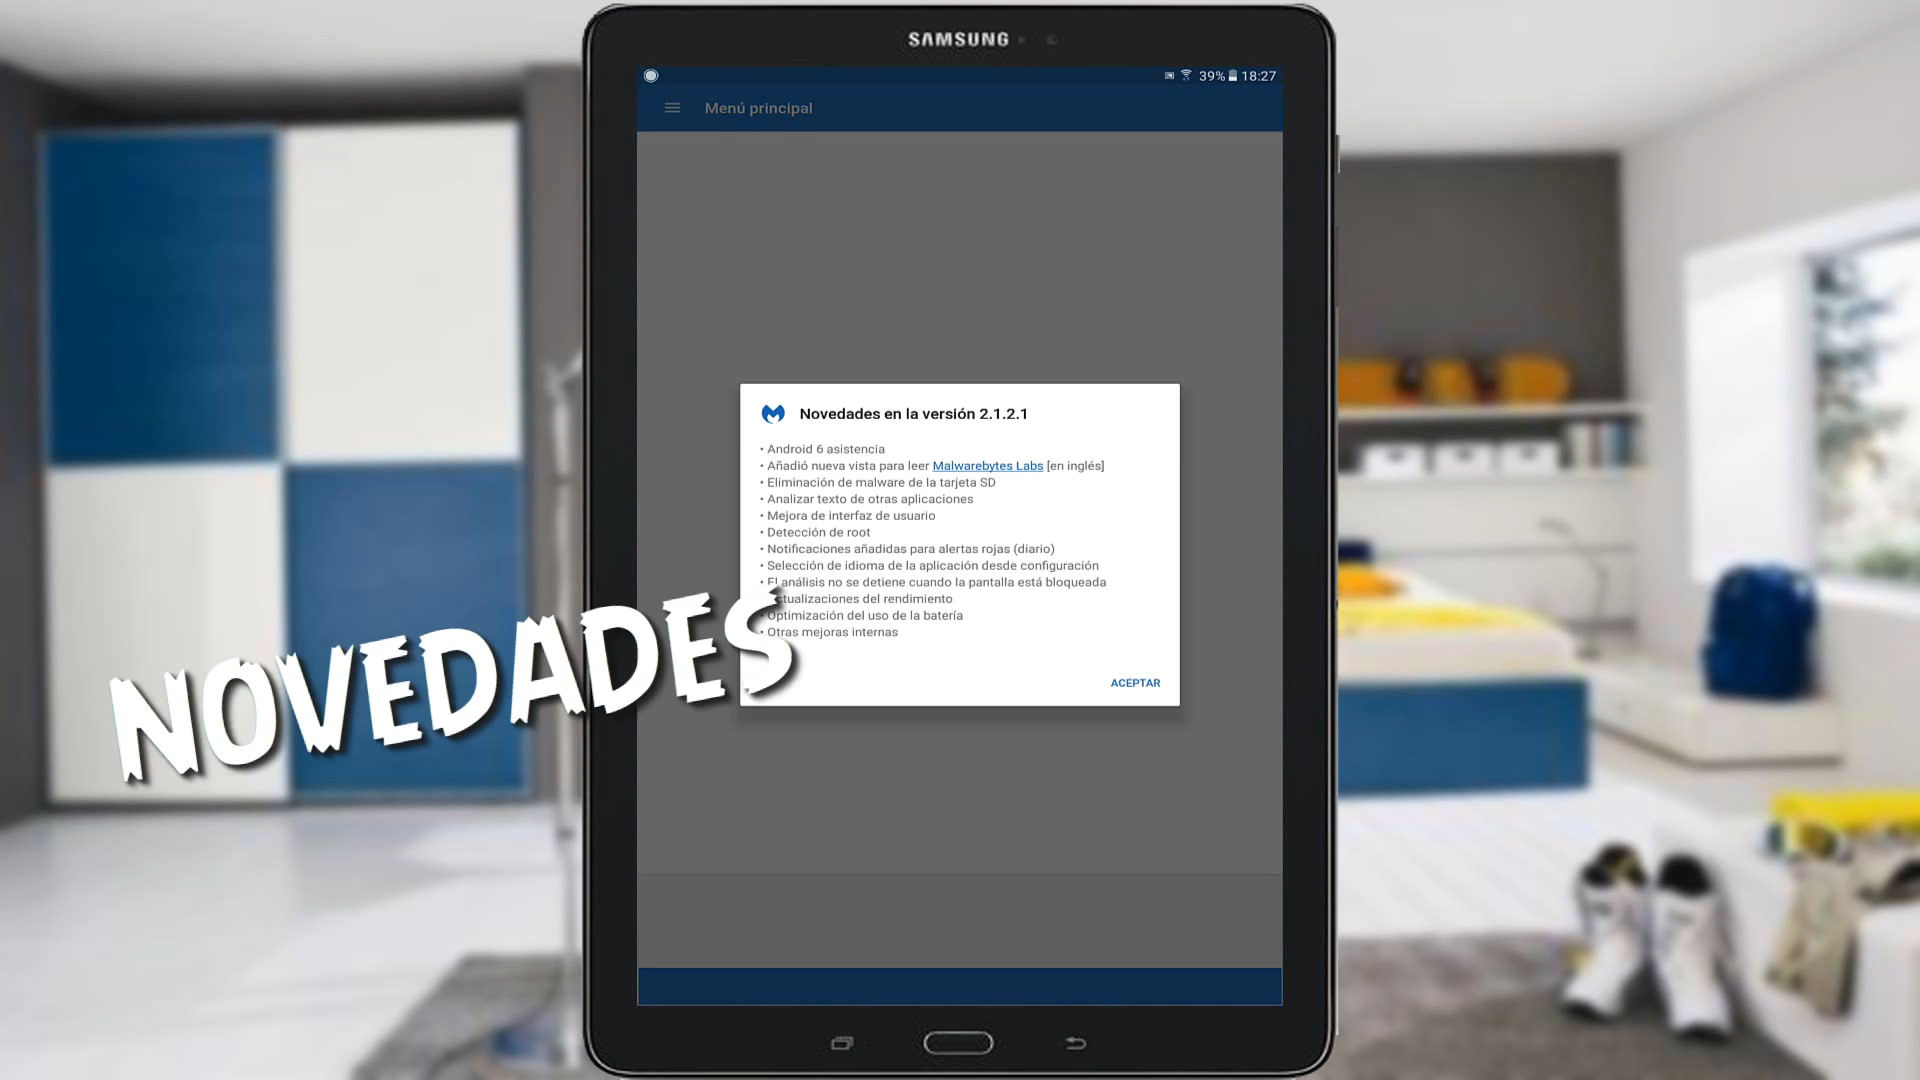 SAMSUNG
39% 18:27
Menú principal
Novedades en la versión 2.1.2.1
• Android 6 asistencia
• Añadió nueva vista para leer Malwarebytes Labs [en inglés]
• Eliminación de malware de la tarjeta SD
• Analizar texto de otras aplicaciones
• Mejora de interfaz de usuario
• Detección de root
• Notificaciones añadidas para alertas rojas (diario)
• Selección de idioma de la aplicación desde configuración
• El análisis no se detiene cuando la pantalla está bloqueada
ctualizaciones del rendimiento
• Optimización del uso de la batería
• Otras mejoras internas
ACEPTAR
NOVEDADES